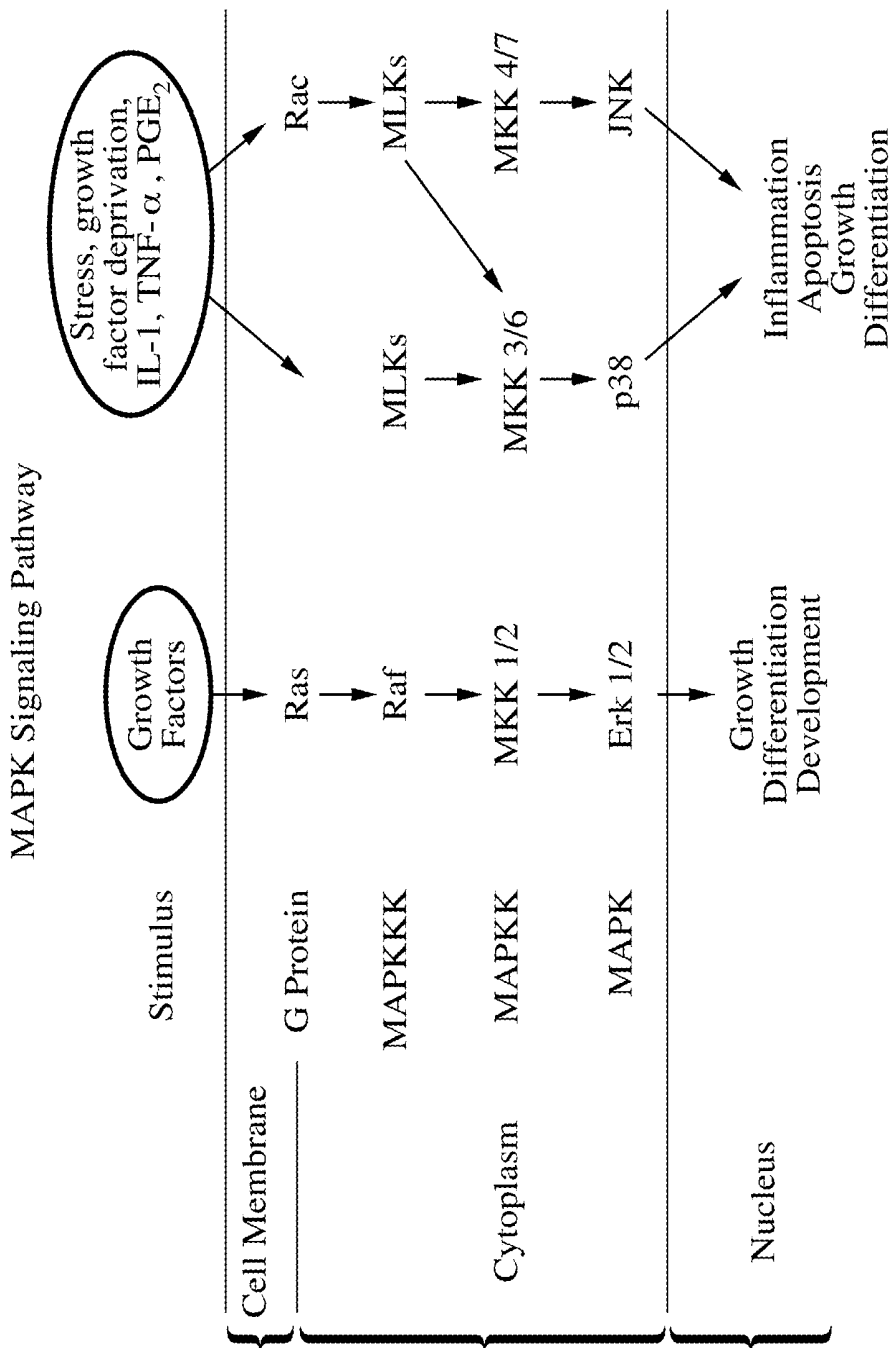 MAPK Signaling Pathway
Stimulus
Growth
Factors
Stress, growth
factor deprivation,
IL-1, TNF-α, PGE₂
Cell Membrane
G Protein
Ras
Rac
MAPKKK
Raf
MLKs
MLKs
Cytoplasm
MAPKK
MKK 1/2
MKK 3/6
MKK 4/7
MAPK
Erk 1/2
p38
JNK
Nucleus
Growth
Differentiation
Development
Inflammation
Apoptosis
Growth
Differentiation